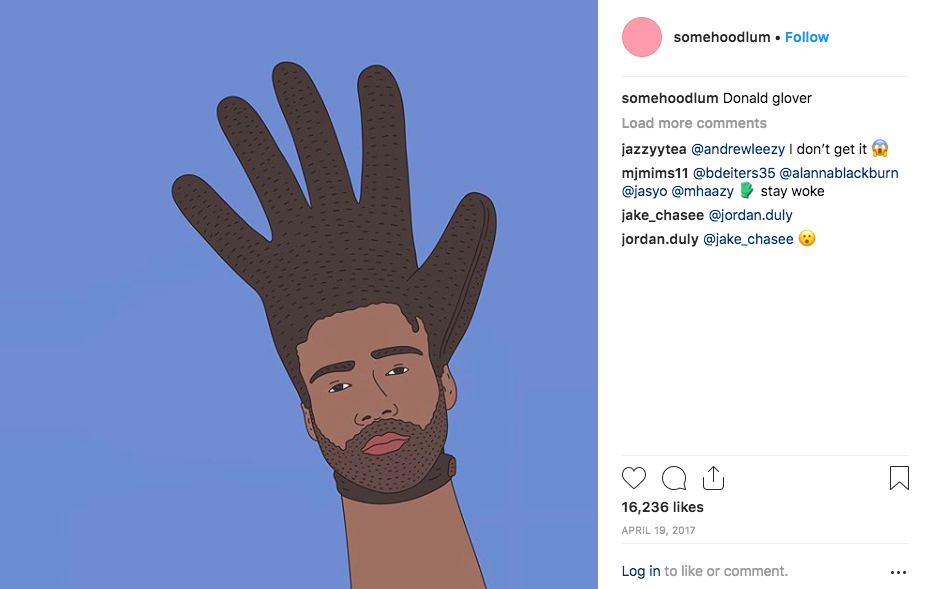 somehoodlum • Follow
somehoodlum Donald glover
Load more comments
jazzyytea @andrewleezy I don’t get it 😱
mjmims11 @bdeiters35 @alannablackburn
@jasyo @mhaazy 🧤 stay woke
jake_chasee @jordan.duly
jordan.duly @jake_chasee 😮
16,236 likes
APRIL 19, 2017
Log in to like or comment.